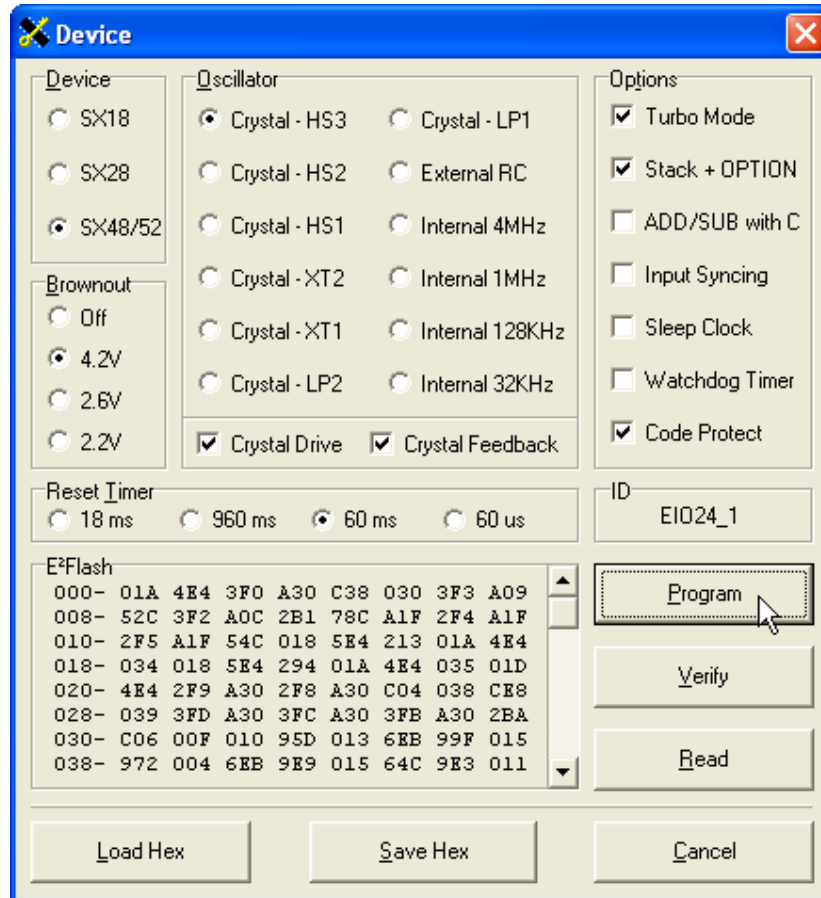 Device
Device
SX18
SX28
SX48/52
Brownout
Off
4.2V
2.6V
2.2V
Oscillator
Crystal - HS3
Crystal - HS2
Crystal - HS1
Crystal - XT2
Crystal - XT1
Crystal - LP2
Crystal - LP1
External RC
Internal 4MHz
Internal 1MHz
Internal 128KHz
Internal 32KHz
Crystal Drive Crystal Feedback
Options
Turbo Mode
Stack + OPTION
ADD/SUB with C
Input Syncing
Sleep Clock
Watchdog Timer
Code Protect
Reset Timer
18 ms 960 ms 60 ms 60 us
ID
EIO24_1
E²Flash
000- 01A 4E4 3F0 A30 C38 030 3F3 A09
008- 52C 3F2 A0C 2B1 78C A1F 2F4 A1F
010- 2F5 A1F 54C 018 5E4 213 01A 4E4
018- 034 018 5E4 294 01A 4E4 035 01D
020- 4E4 2F9 A30 2F8 A30 C04 038 CE8
028- 039 3FD A30 3FC A30 3FB A30 2BA
030- C06 00F 010 95D 013 6EB 99F 015
038- 972 004 6EB 9E9 015 64C 9E3 011
Program
Verify
Read
Load Hex
Save Hex
Cancel